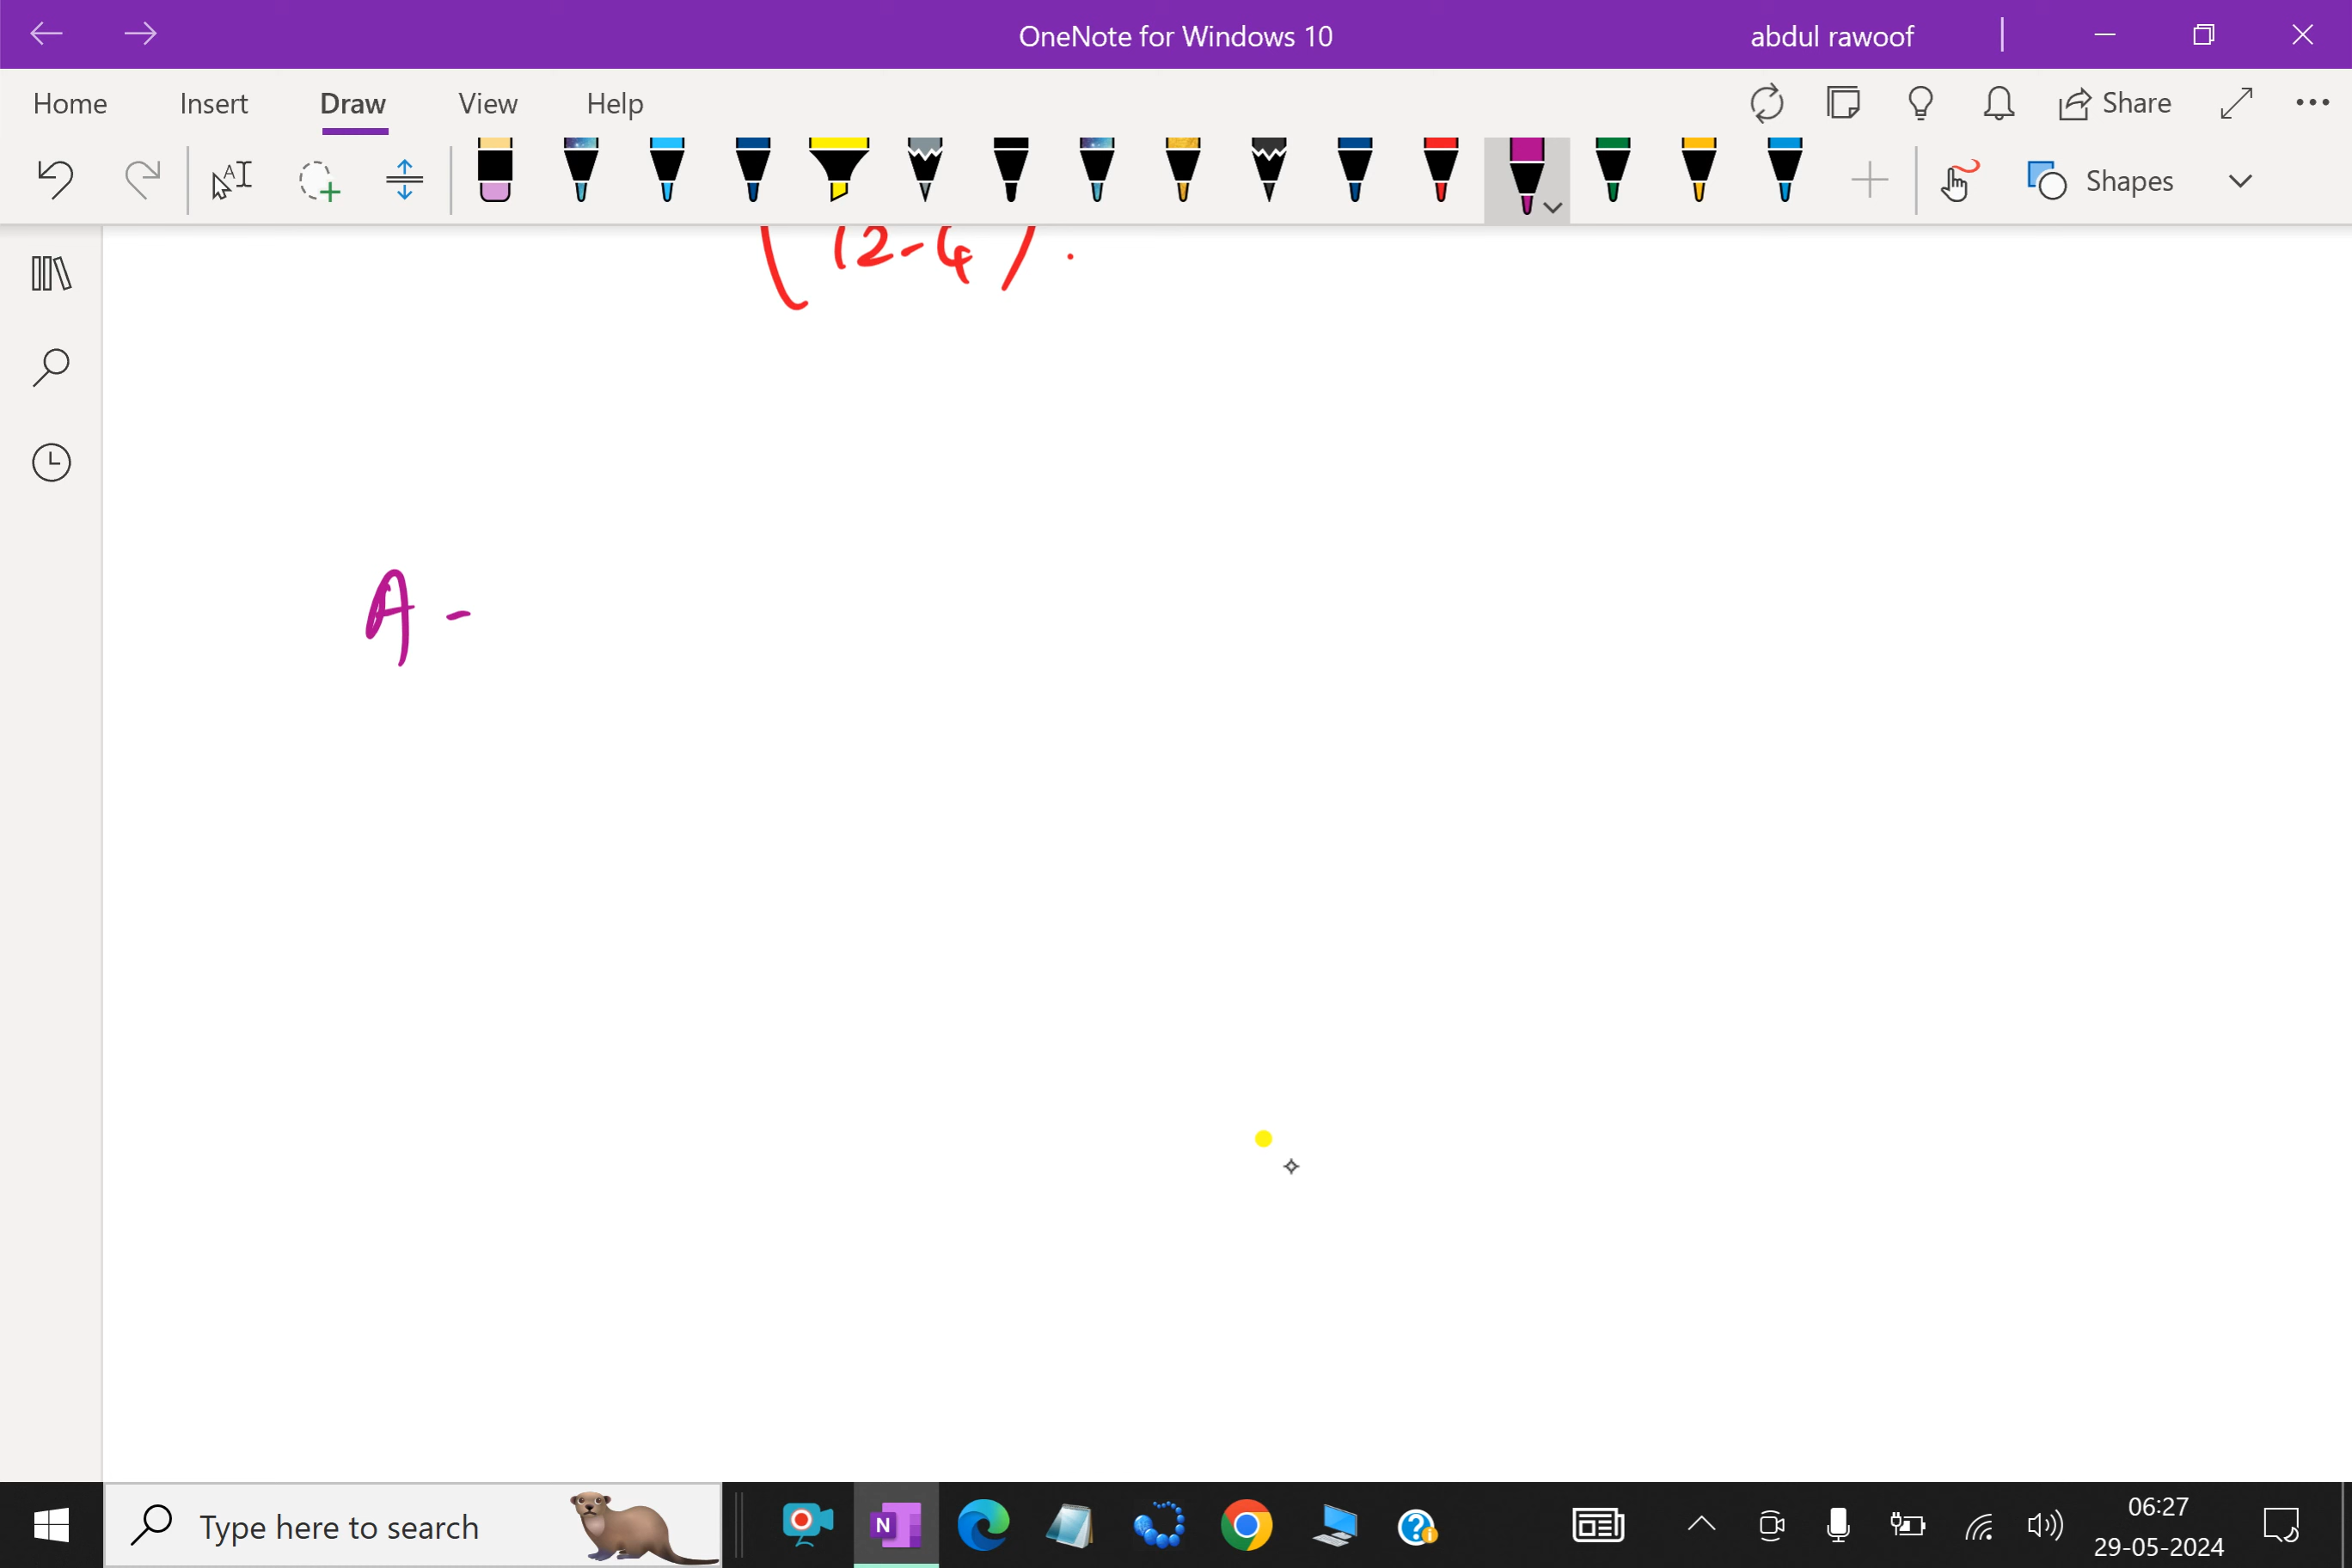 OneNote for Windows 10 abdul rawoof
Home Insert Draw View Help Share
Shapes
(12-4).
A -
Type here to search
06:27
29-05-2024